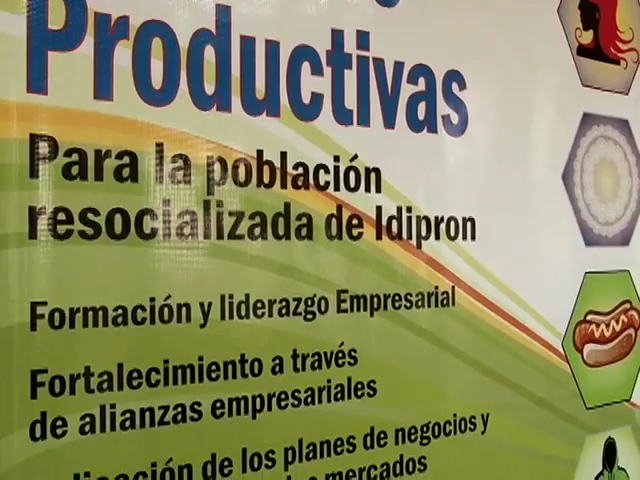 Productivas
Para la población
resocializada de Idipron
Formación y liderazgo Empresarial
Fortalecimiento a través
de alianzas empresariales
de los planes de negocios y
mercados